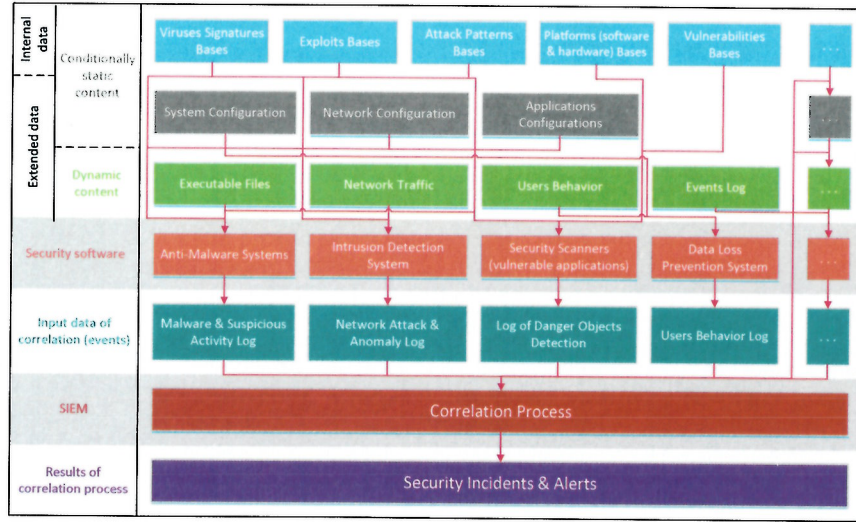 Internal data
Extended data
Conditionally
static
content
Dynamic
content
Security software
Input data of
correlation (events)
SIEM
Results of
correlation process
Viruses Signatures
Bases
Exploits Bases
Attack Patterns
Bases
Platforms (software
& hardware) Bases
Vulnerabilities
Bases
...
System Configuration
Network Configuration
Applications
Configurations
...
Executable Files
Network Traffic
Users Behavior
Events Log
...
Anti-Malware Systems
Intrusion Detection
System
Security Scanners
(vulnerable applications)
Data Loss
Prevention System
...
Malware & Suspicious
Activity Log
Network Attack &
Anomaly Log
Log of Danger Objects
Detection
Users Behavior Log
...
Correlation Process
Security Incidents & Alerts